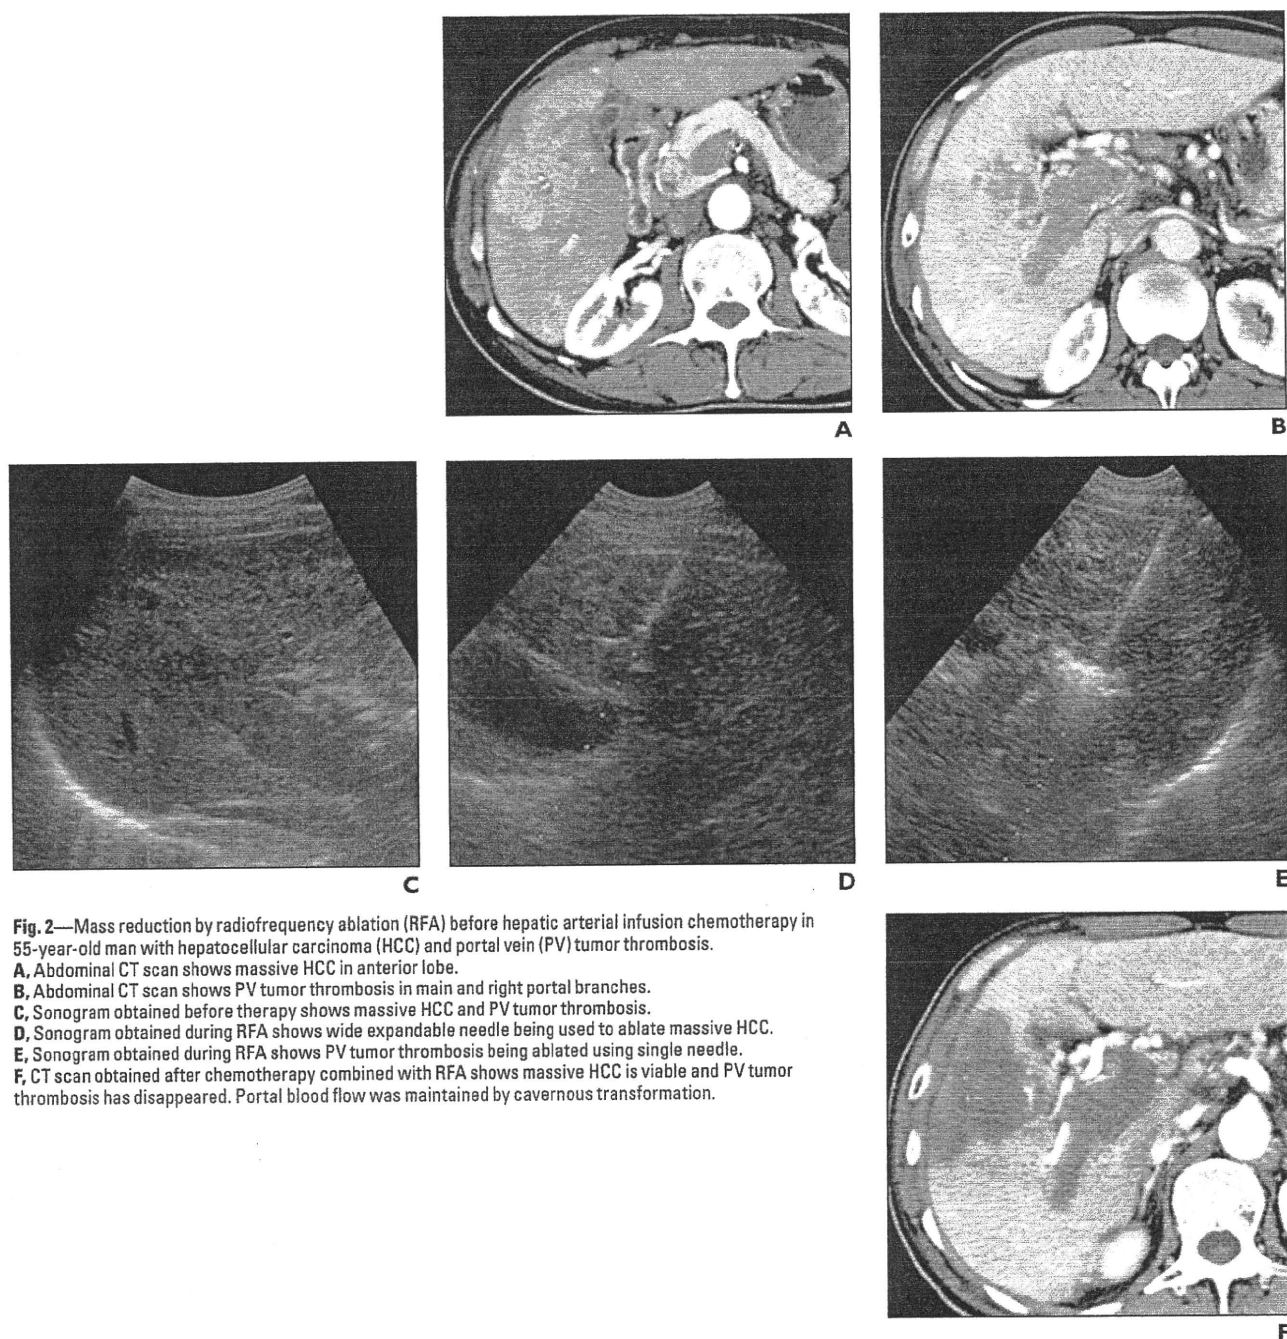 A
B
C
D
E
Fig. 2—Mass reduction by radiofrequency ablation (RFA) before hepatic arterial infusion chemotherapy in
55-year-old man with hepatocellular carcinoma (HCC) and portal vein (PV) tumor thrombosis.
A, Abdominal CT scan shows massive HCC in anterior lobe.
B, Abdominal CT scan shows PV tumor thrombosis in main and right portal branches.
C, Sonogram obtained before therapy shows massive HCC and PV tumor thrombosis.
D, Sonogram obtained during RFA shows wide expandable needle being used to ablate massive HCC.
E, Sonogram obtained during RFA shows PV tumor thrombosis being ablated using single needle.
F, CT scan obtained after chemotherapy combined with RFA shows massive HCC is viable and PV tumor
thrombosis has disappeared. Portal blood flow was maintained by cavernous transformation.
F